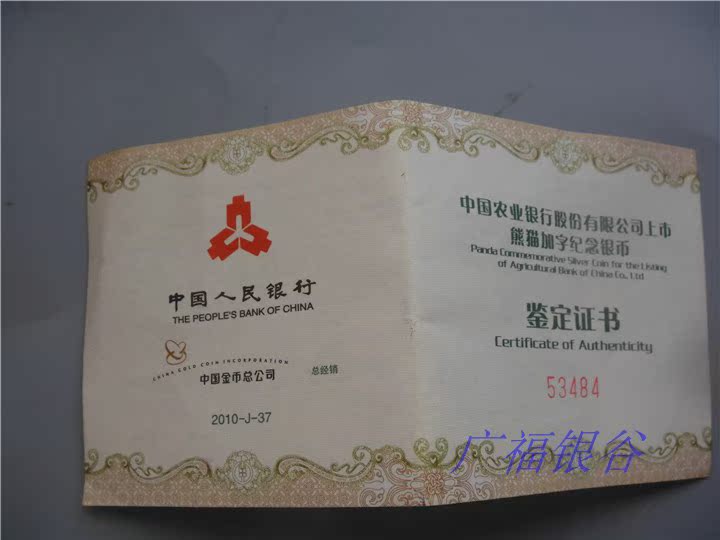 中国人民银行
THE PEOPLE'S BANK OF CHINA
CHINA GOLD COIN INCORPORATION
中国金币总公司
总经销
2010-J-37
中国农业银行股份有限公司上市
熊猫加字纪念银币
Panda Commemorative Silver Coin for the Listing
of Agricultural Bank of China Co., Ltd
鉴定证书
Certificate of Authenticity
53484
广福银谷